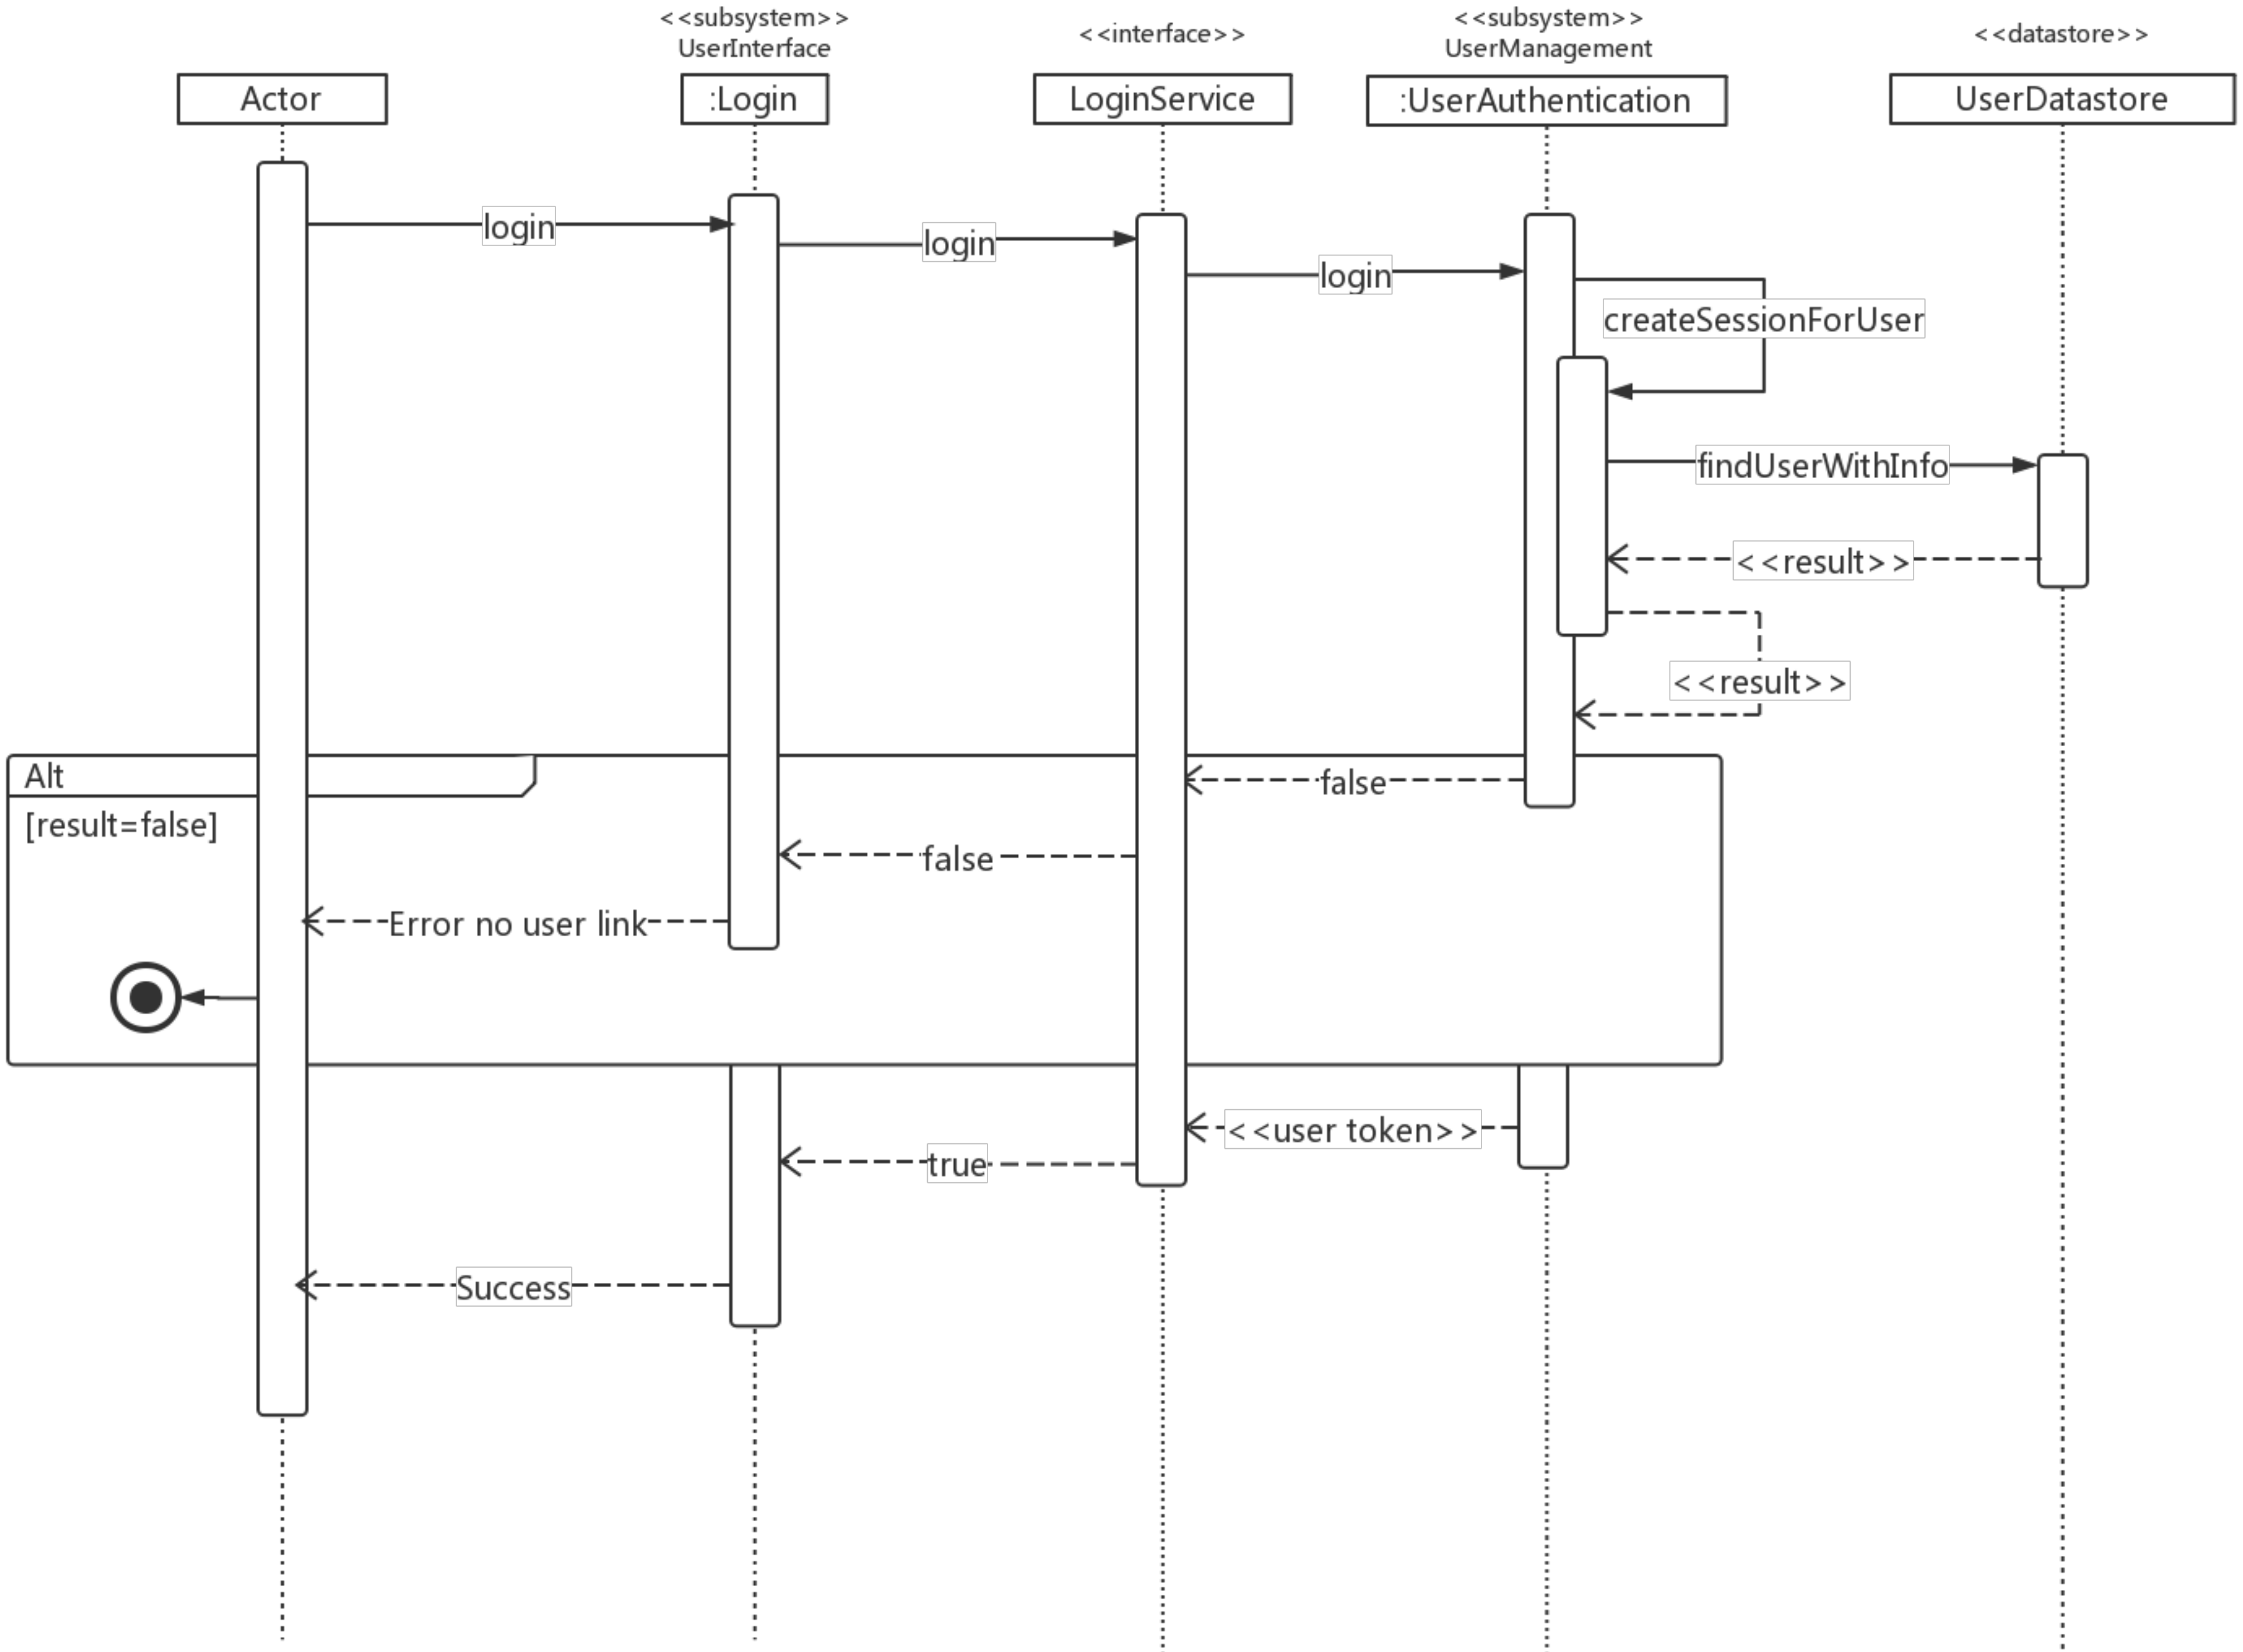 <<subsystem>>
UserInterface
<<interface>>
<<subsystem>>
UserManagement
<<datastore>>
Actor
:Login
LoginService
:UserAuthentication
UserDatastore
login
login
login
createSessionForUser
findUserWithInfo
<<result>>
<<result>>
Alt
false
[result=false]
false
Error no user link
<<user token>>
true
Success